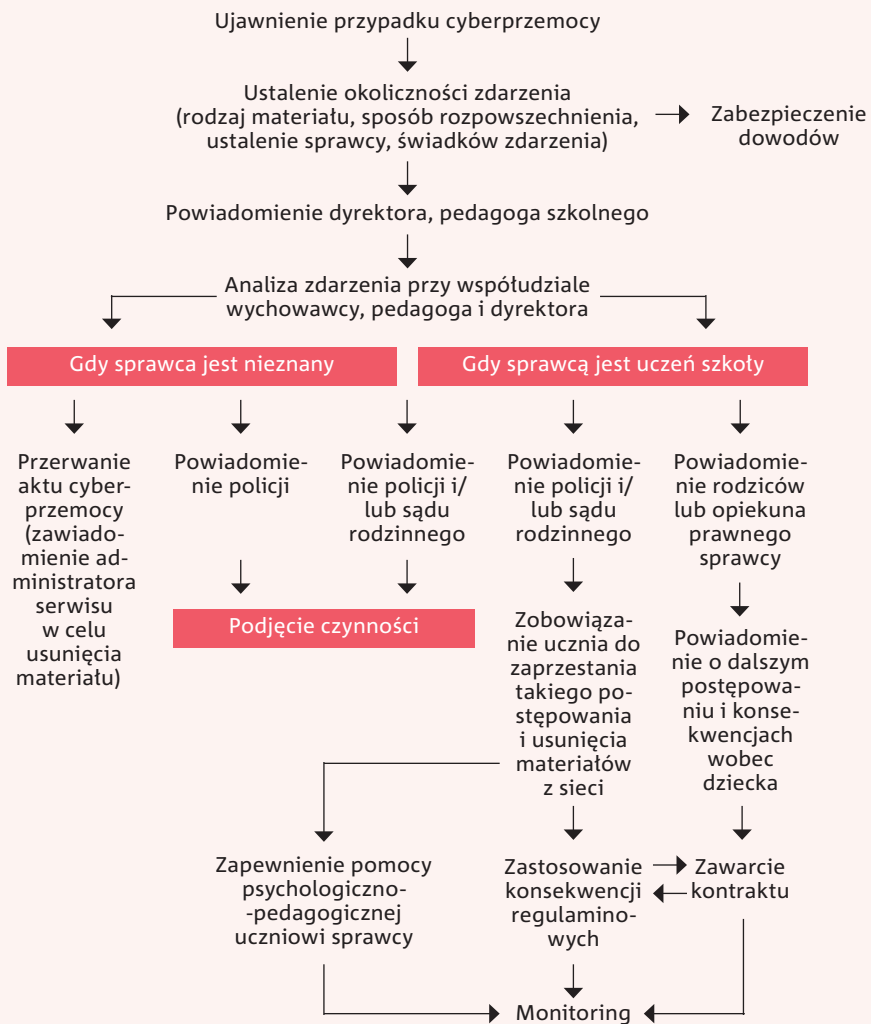 Ujawnienie przypadku cyberprzemocy
Ustalenie okoliczności zdarzenia
(rodzaj materiału, sposób rozpowszechnienia,
ustalenie sprawcy, świadków zdarzenia)
Zabezpieczenie
dowodów
Powiadomienie dyrektora, pedagoga szkolnego
Analiza zdarzenia przy współudziale
wychowawcy, pedagoga i dyrektora
Gdy sprawca jest nieznany
Gdy sprawcą jest uczeń szkoły
Przerwanie
aktu cyber-
przemocy
(zawiado-
mienie ad-
ministratora
serwisu
w celu
usunięcia
materiału)
Powiadomie-
nie policji
Powiadomie-
nie policji i/
lub sądu
rodzinnego
Podjęcie czynności
Powiadomie-
nie policji i/
lub sądu
rodzinnego
Zobowiąza-
nie ucznia do
zaprzestania
takiego po-
stępowania
i usunięcia
materiałów
z sieci
Powiadomie-
nie rodziców
lub opiekuna
prawnego
sprawcy
Powiadomie-
nie o dalszym
postępowa-
niu i konse-
kwencjach
wobec
dziecka
Zapewnienie pomocy
psychologiczno-
-pedagogicznej
uczniowi sprawcy
Zastosowanie
konsekwencji
regulamino-
wych
Zawarcie
kontraktu
Monitoring